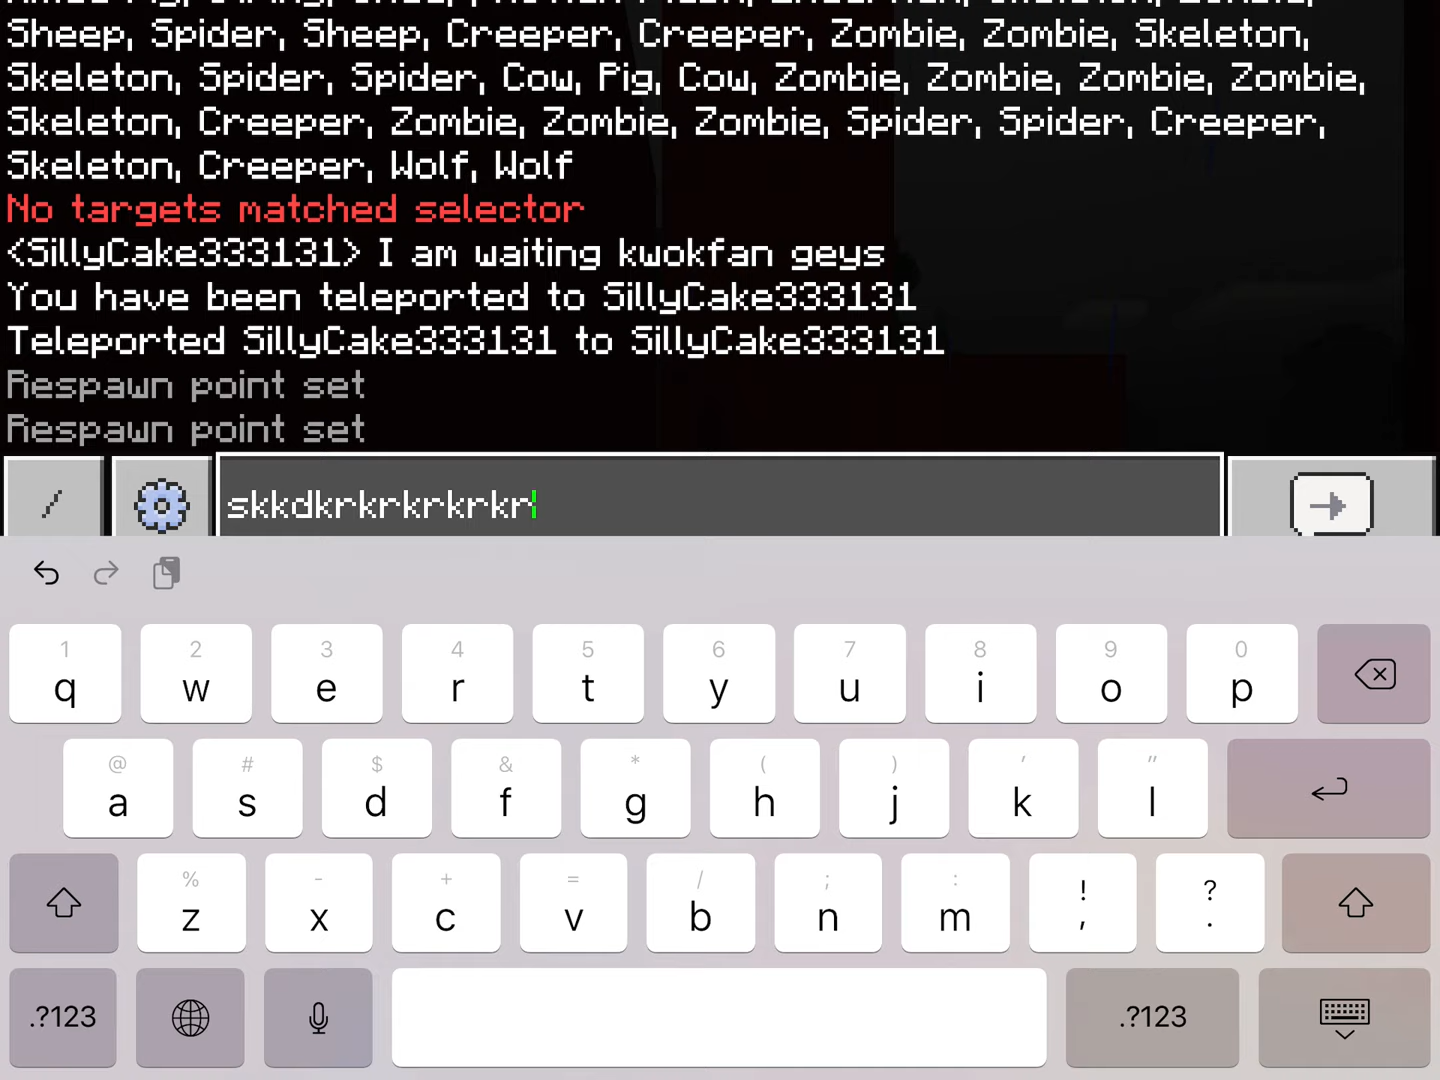 Sheep, Spider, Sheep, Creeper, Creeper, Zombie, Zombie, Skeleton,
Skeleton, Spider, Spider, Cow, Pig, Cow, Zombie, Zombie, Zombie, Zombie,
Skeleton, Creeper, Zombie, Zombie, Zombie, Spider, Spider, Creeper,
Skeleton, Creeper, Wolf, Wolf
No targets matched selector
<SillyCake333131> I am waiting kwokfan geys
You have been teleported to SillyCake333131
Teleported SillyCake333131 to SillyCake333131
Respawn point set
Respawn point set
/ skkdkrkrkrkrkr
1 2 3 4 5 6 7 8 9 0
q w e r t y u i o p
@ # $ & * ( ) ' "
a s d f g h j k l
% - + = / ; : ! ?
z x c v b n m , .
.?123 .?123